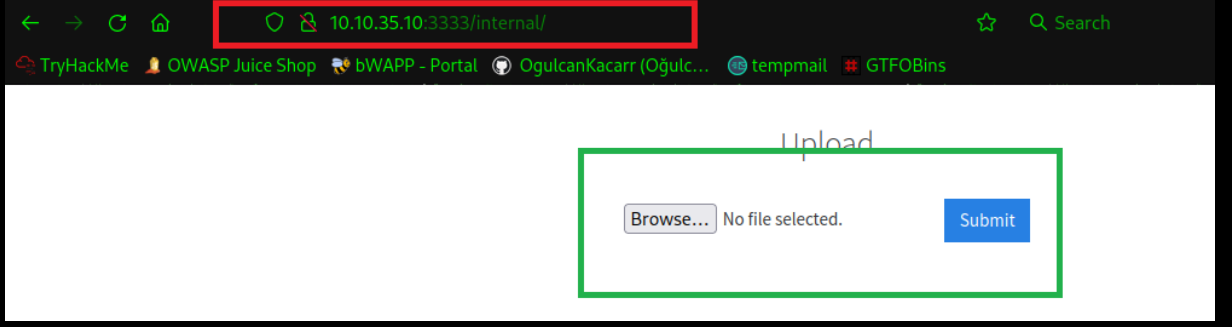 10.10.35.10:3333/internal/ Search
TryHackMe OWASP Juice Shop bWAPP - Portal OgulcanKacarr (Oğulc... tempmail GTFOBins
Upload
Browse... No file selected. Submit